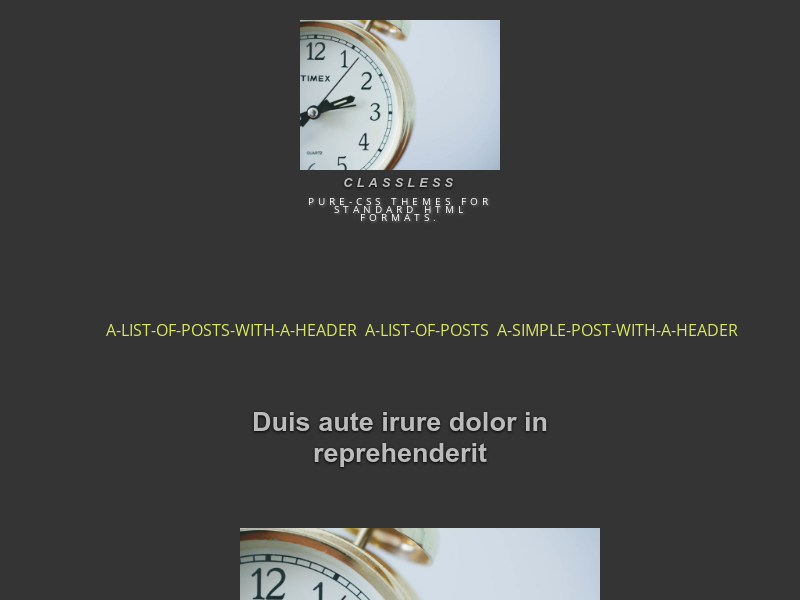 12
1
TIMEX
2
3
4
QUARTZ
5
CLASSLESS
PURE-CSS THEMES FOR
STANDARD HTML
FORMATS.
A-LIST-OF-POSTS-WITH-A-HEADER A-LIST-OF-POSTS A-SIMPLE-POST-WITH-A-HEADER
Duis aute irure dolor in
reprehenderit
12
1